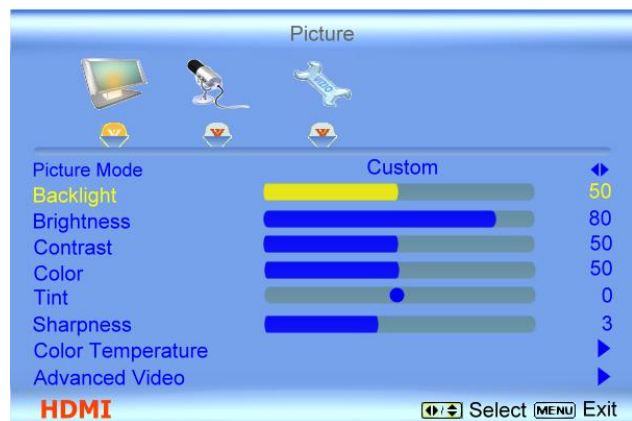 Picture
VIZIO
Picture Mode Custom
Backlight 50
Brightness 80
Contrast 50
Color 50
Tint 0
Sharpness 3
Color Temperature
Advanced Video
HDMI Select MENU Exit